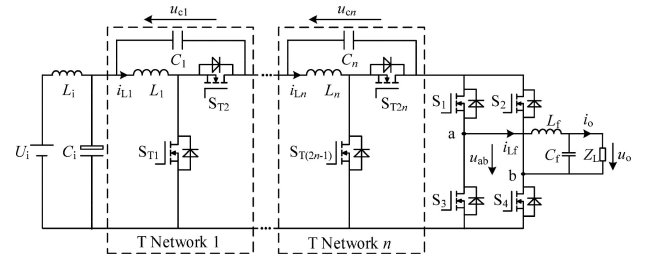 u_c1
u_cn
C_1
C_n
L_i
i_L1
L_1
S_T2
i_Ln
L_n
S_T2n
S_1
S_2
L_f
i_o
U_i
C_i
S_T1
S_T(2n-1)
a
u_ab
i_Lf
C_f
Z_L
u_o
b
S_3
S_4
T Network 1
T Network n